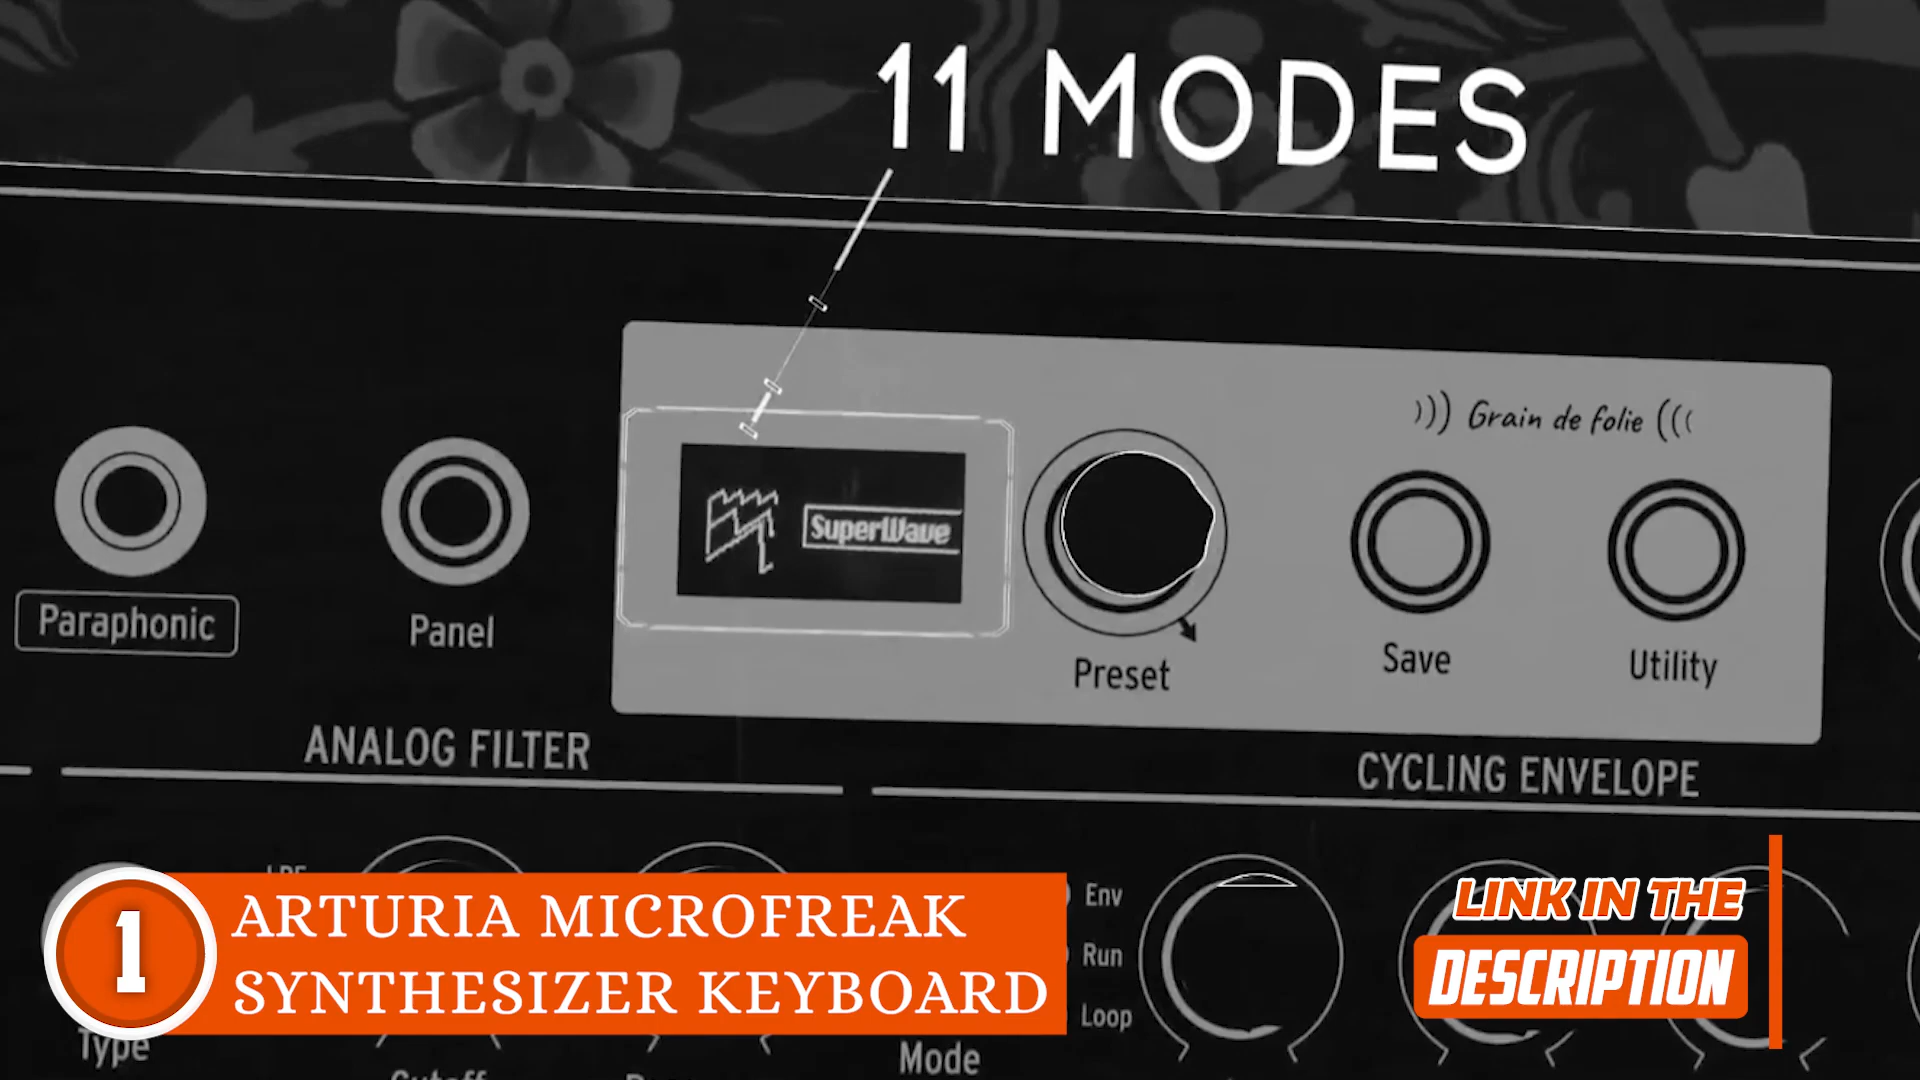 11 MODES
))) Grain de folie (((
SuperWave
Paraphonic
Panel
Preset
Save
Utility
ANALOG FILTER
CYCLING ENVELOPE
Env
Run
Loop
Type
Cutoff
Mode
1
ARTURIA MICROFREAK
SYNTHESIZER KEYBOARD
LINK IN THE
DESCRIPTION